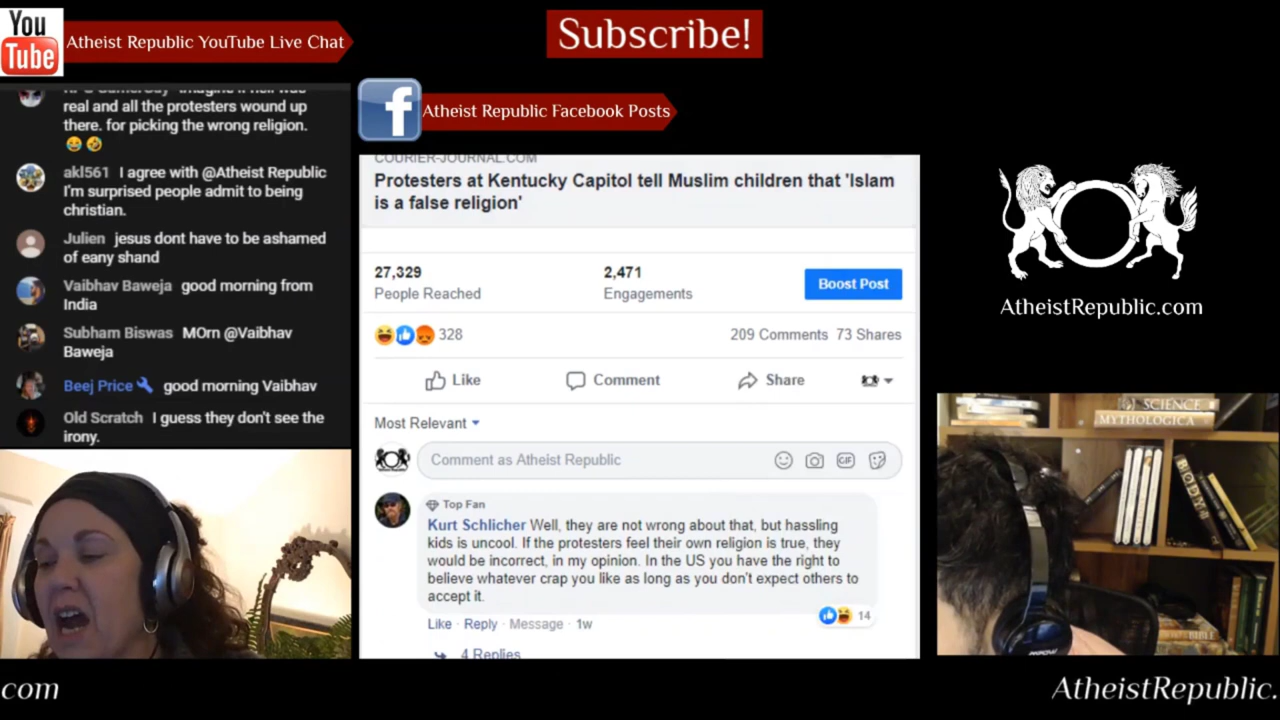 You
Tube
Atheist Republic YouTube Live Chat
Subscribe!
real and all the protesters wound up
there. for picking the wrong religion.
😂🤣
akl561 I agree with @Atheist Republic
I'm surprised people admit to being
christian.
Julien jesus dont have to be ashamed
of eany shand
Vaibhav Baweja good morning from
India
Subham Biswas MOrn @Vaibhav
Baweja
Beej Price good morning Vaibhav
Old Scratch I guess they don't see the
irony.
f
Atheist Republic Facebook Posts
COURIER-JOURNAL.COM
Protesters at Kentucky Capitol tell Muslim children that 'Islam
is a false religion'
27,329
People Reached
2,471
Engagements
Boost Post
328
209 Comments 73 Shares
Like
Comment
Share
Most Relevant
Comment as Atheist Republic
GIF
Top Fan
Kurt Schlicher Well, they are not wrong about that, but hassling
kids is uncool. If the protesters feel their own religion is true, they
would be incorrect, in my opinion. In the US you have the right to
believe whatever crap you like as long as you don't expect others to
accept it.
14
Like · Reply · Message · 1w
4 Replies
AtheistRepublic.com
SCIENCE
MYTHOLOGICA
BIBLE
mpow
com
AtheistRepublic.